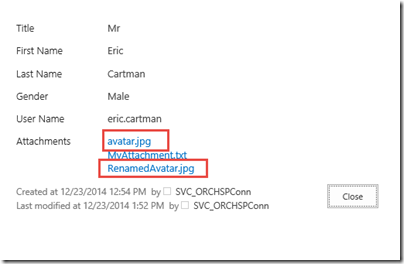 Title Mr
First Name Eric
Last Name Cartman
Gender Male
User Name eric.cartman
Attachments avatar.jpg
MyAttachment.txt
RenamedAvatar.jpg
Created at 12/23/2014 12:54 PM by SVC_ORCHSPConn
Last modified at 12/23/2014 1:52 PM by SVC_ORCHSPConn
Close